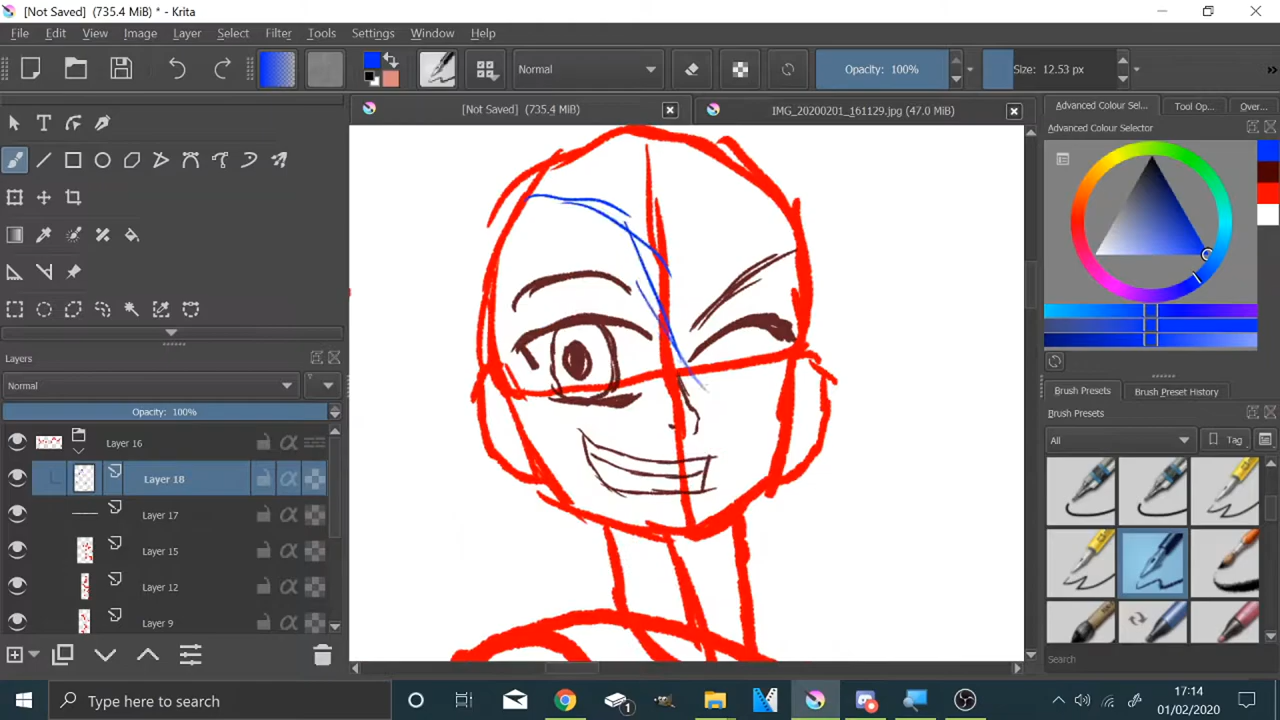 [Not Saved] (735.4 MiB) * - Krita
File Edit View Image Layer Select Filter Tools Settings Window Help
Normal
Opacity: 100%
Size: 12.53 px
[Not Saved] (735.4 MiB)
IMG_20200201_161129.jpg (47.0 MiB)
Advanced Colour Sel... Tool Op... Over...
Advanced Colour Selector
Layers
Normal
Opacity: 100%
Layer 16
Layer 18
Layer 17
Layer 15
Layer 12
Layer 9
Brush Presets Brush Preset History
Brush Presets
All Tag
Search
Type here to search
1
17:14
01/02/2020